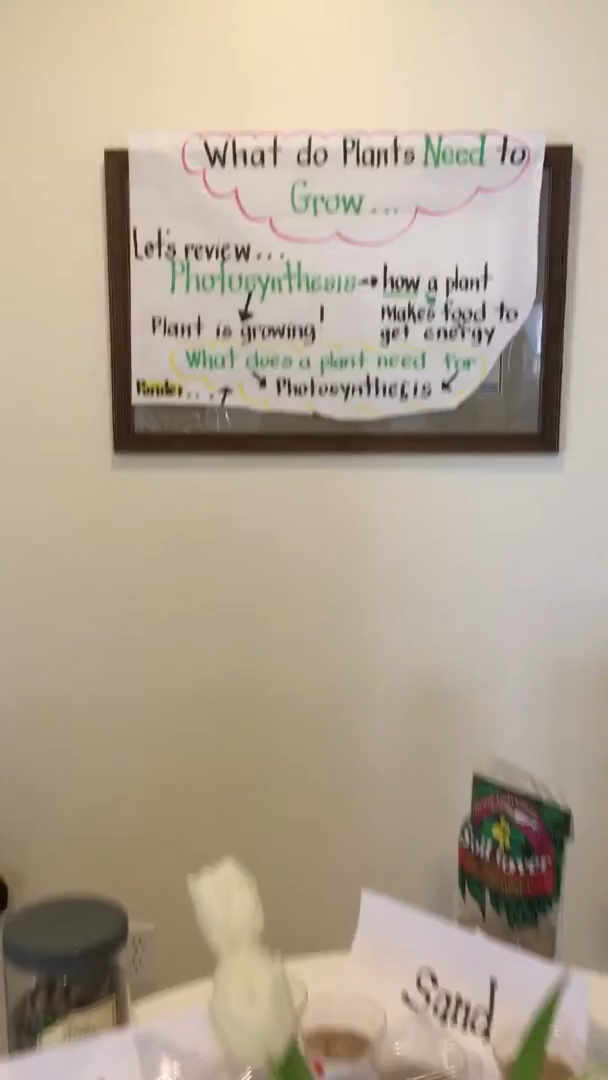 What do Plants Need to
Grow...
Let's review...
Photosynthesis → how a plant
makes food to
get energy
Plant is growing!
What does a plant need for
Photosynthesis
Ponder...?
Sand